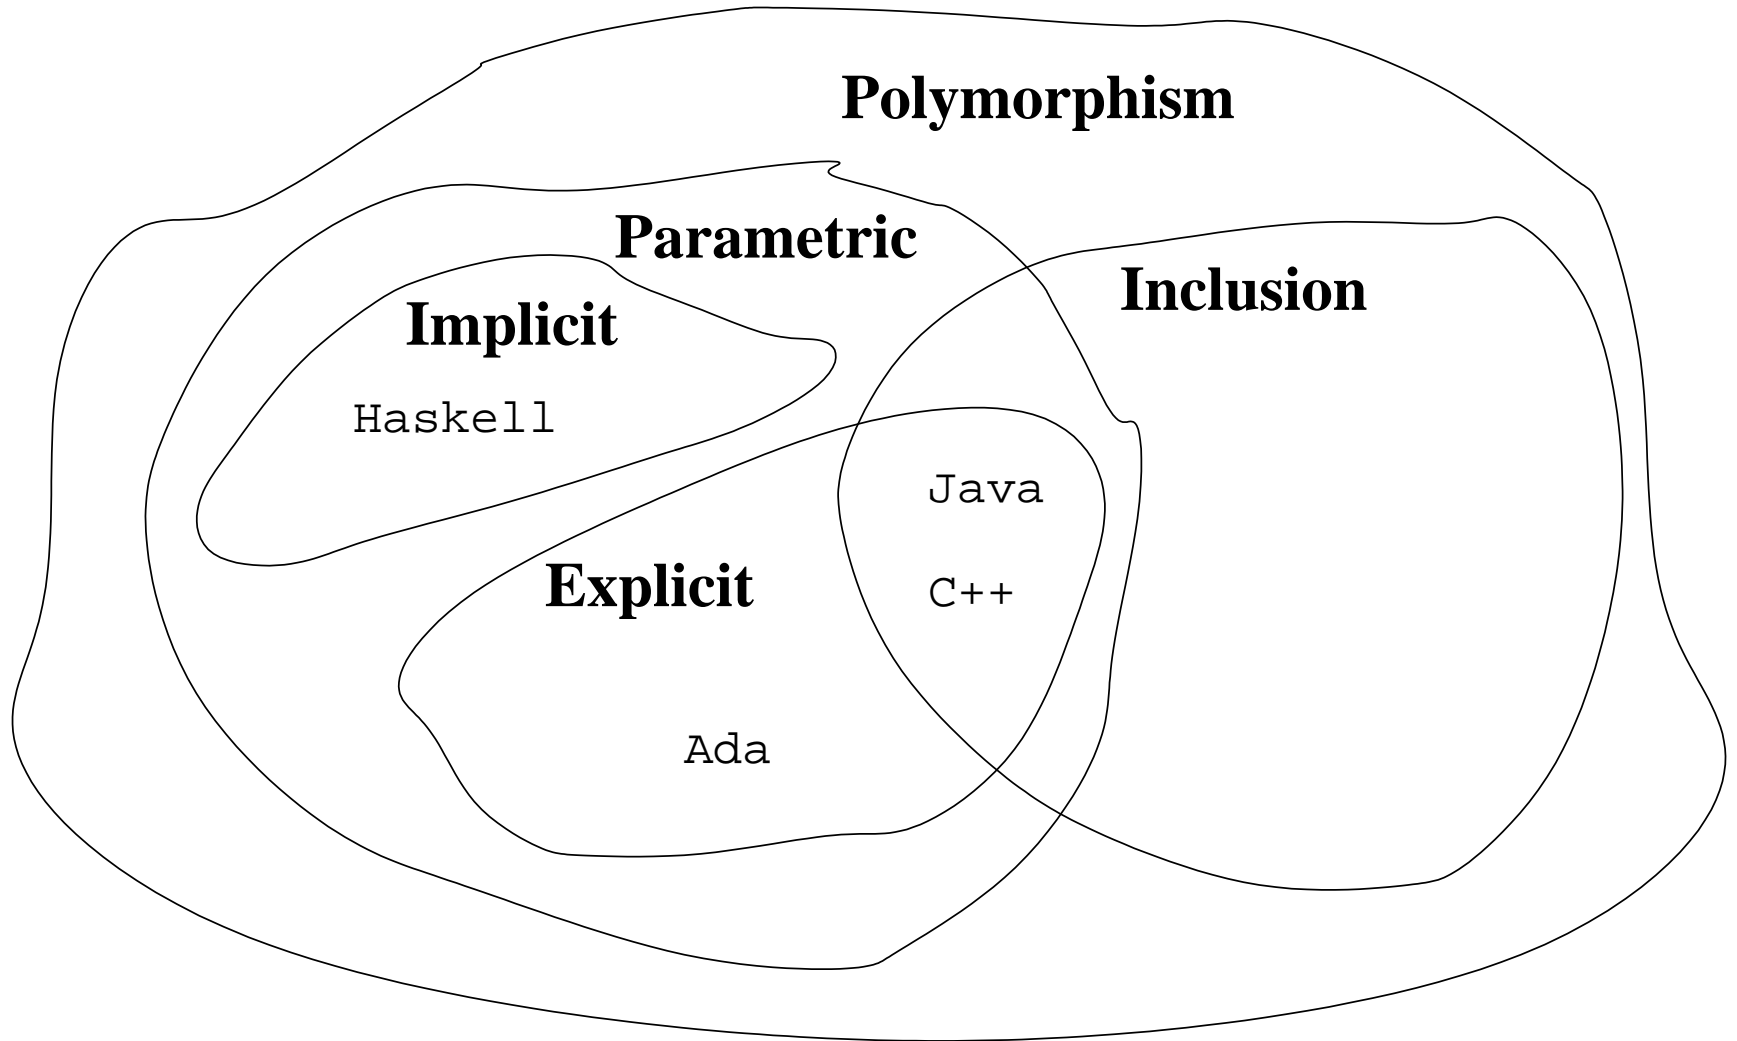 Polymorphism
Parametric
Inclusion
Implicit
Haskell
Java
Explicit
C++
Ada